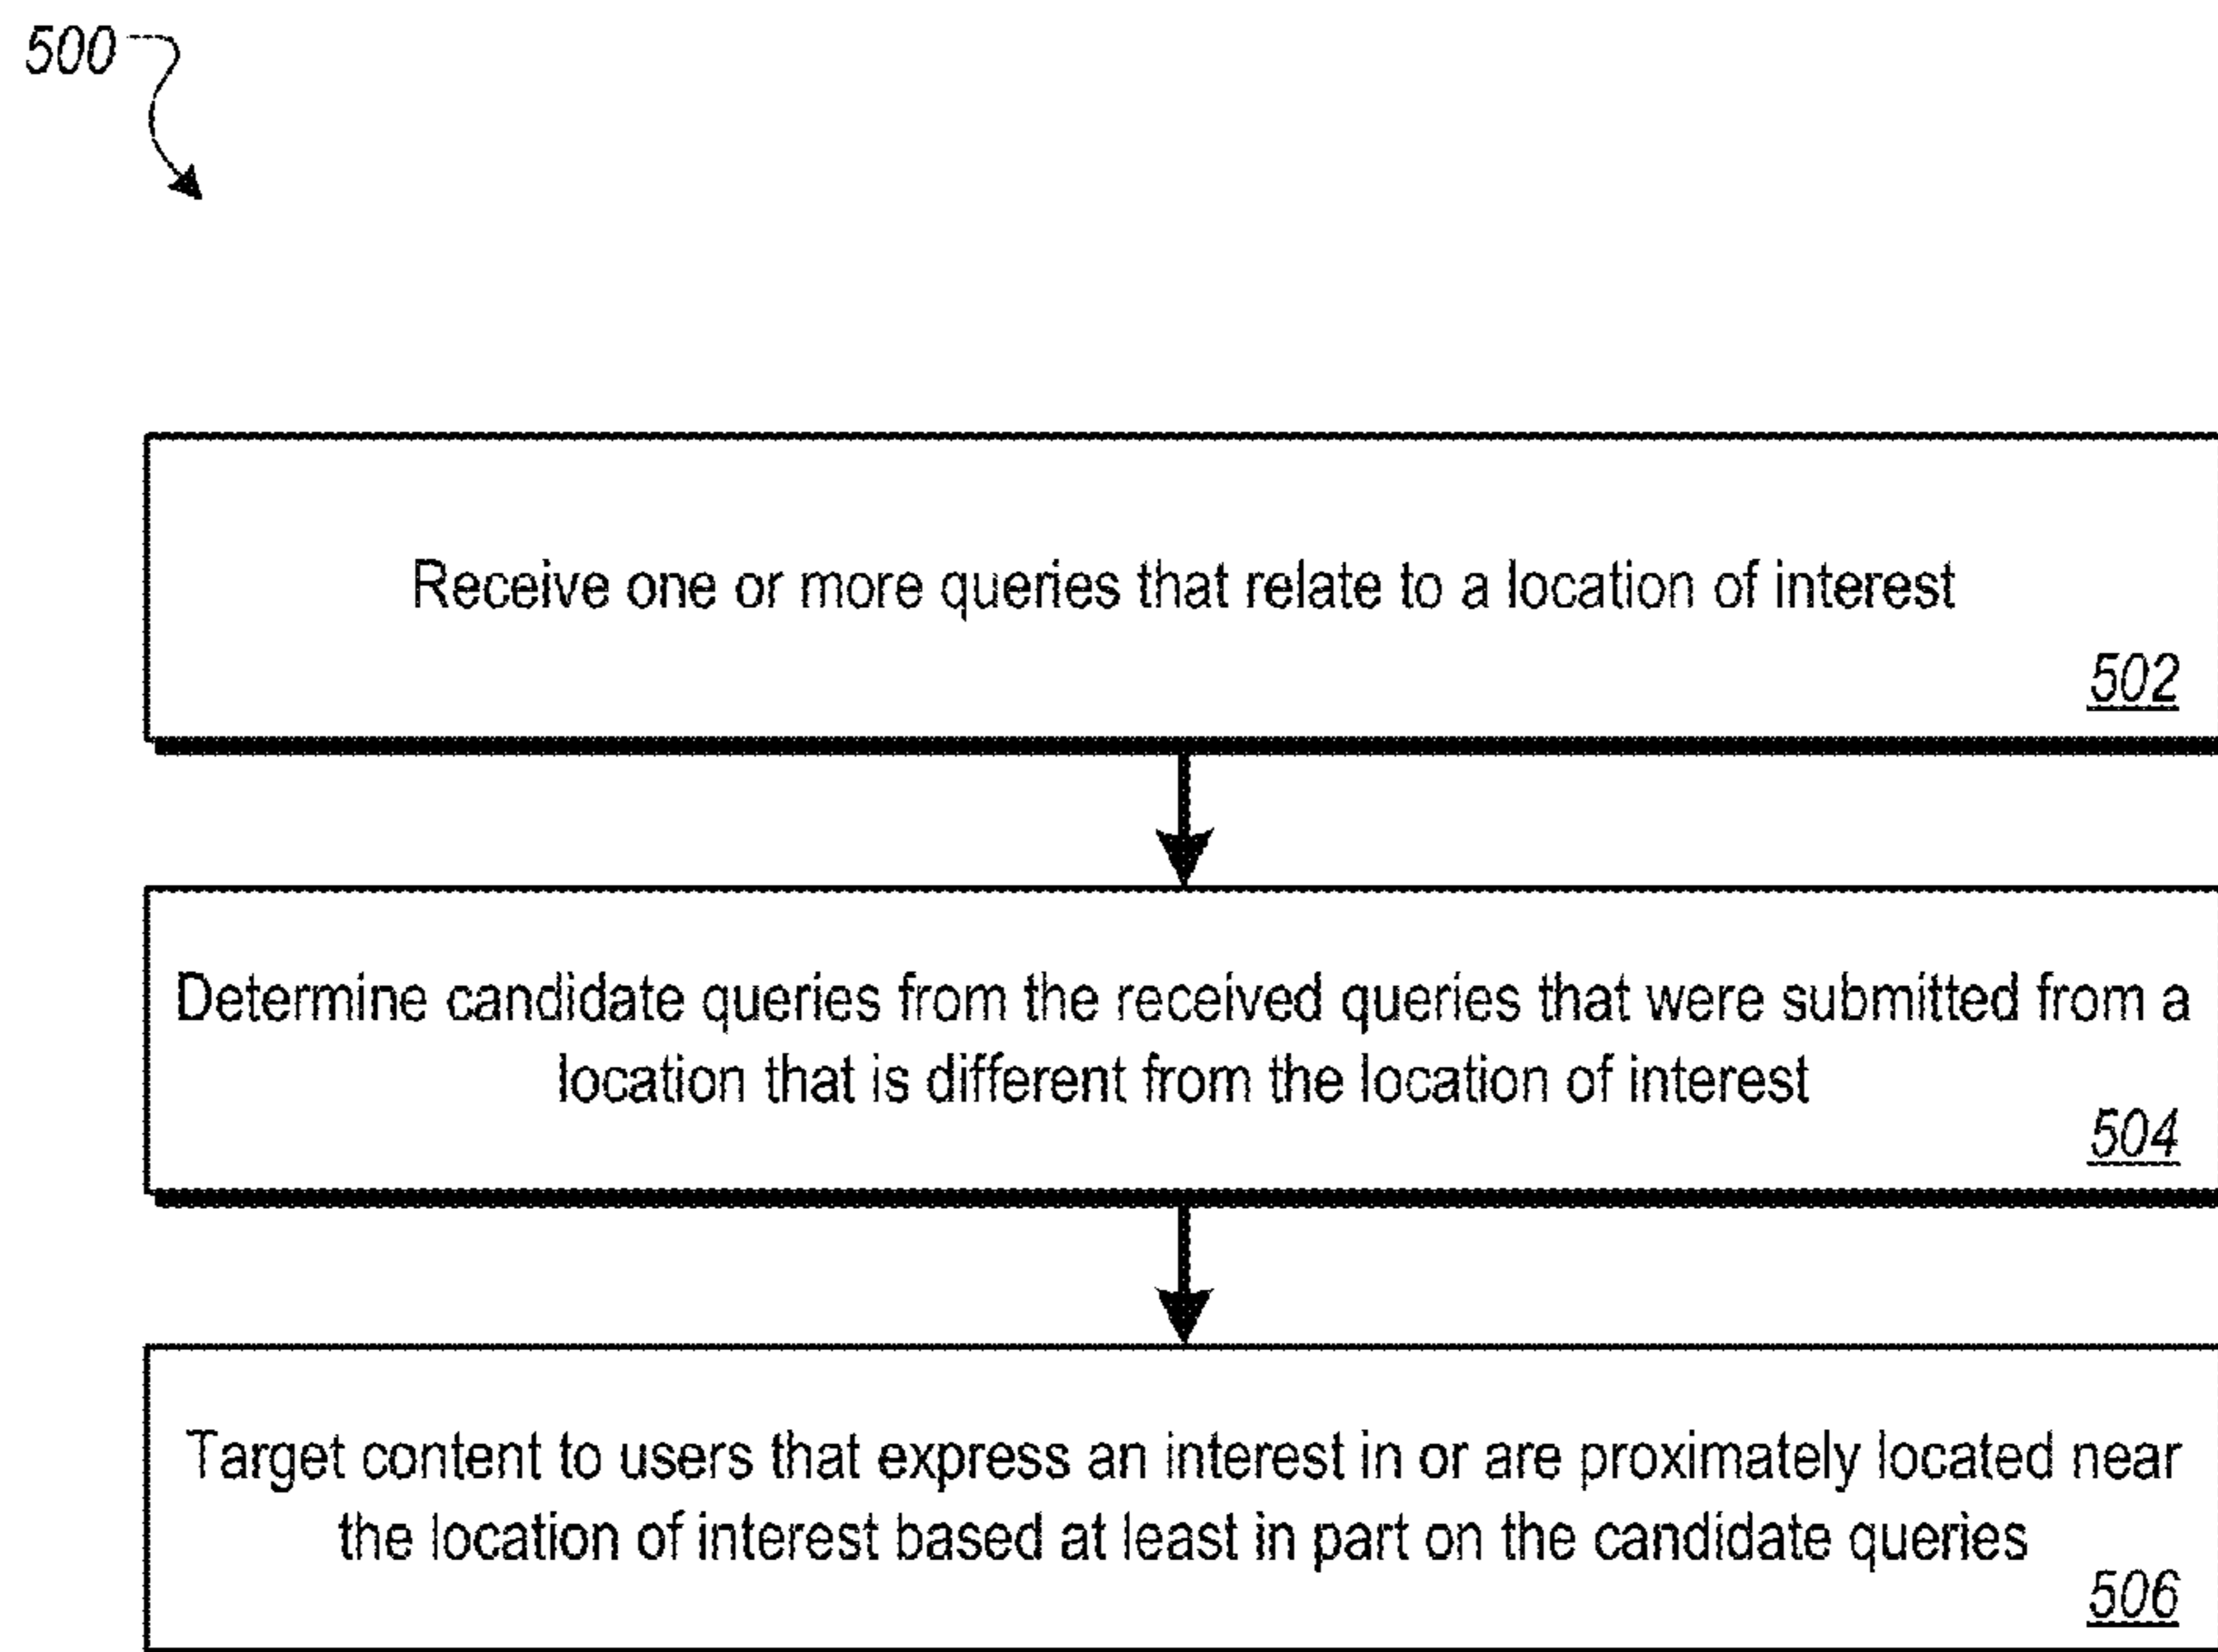 500
Receive one or more queries that relate to a location of interest
502
Determine candidate queries from the received queries that were submitted from a
location that is different from the location of interest
504
Target content to users that express an interest in or are proximately located near
the location of interest based at least in part on the candidate queries
506